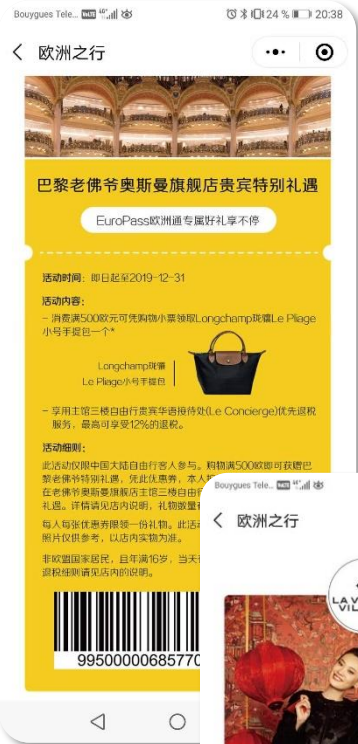 Bouygues Tele... 24 % 20:38
欧洲之行
巴黎老佛爷奥斯曼旗舰店贵宾特别礼遇
EuroPass欧洲通专属好礼享不停
活动时间: 即日起至2019-12-31
活动内容:
- 消费满500欧元可凭购物小票领取Longchamp珑骧Le Pliage
小号手提包一个*
Longchamp珑骧
Le Pliage小号手提包
- 享用主馆三楼自由行贵宾华语接待处(Le Concierge)优先退税
服务，最高可享受12%的退税。
活动细则:
此活动仅限中国大陆自由行客人参与。购物满500欧即可获赠巴
黎老佛爷特别礼遇，凭此优惠券，本人
在老佛爷奥斯曼旗舰店主馆三楼自由
礼遇。详情请见店内说明，礼物数量
每人每张优惠券限领一份礼物。此活
照片仅供参考，以店内实物为准。
非欧盟国家居民，且年满16岁，当天
退税细则请见店内的说明。
99500000685770
Bouygues Tele...
欧洲之行
LA V
VIL